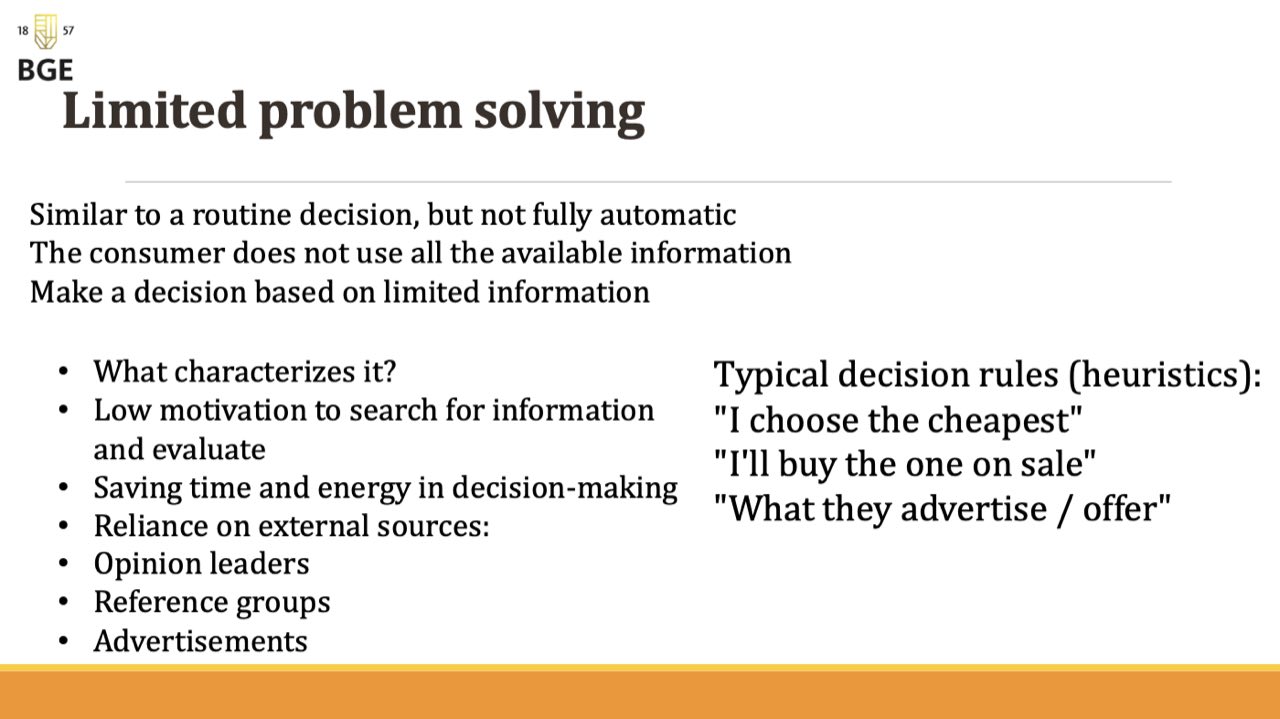 18 57
BGE
Limited problem solving
Similar to a routine decision, but not fully automatic
The consumer does not use all the available information
Make a decision based on limited information
• What characterizes it?
• Low motivation to search for information
and evaluate
• Saving time and energy in decision-making
• Reliance on external sources:
• Opinion leaders
• Reference groups
• Advertisements
Typical decision rules (heuristics):
"I choose the cheapest"
"I'll buy the one on sale"
"What they advertise / offer"